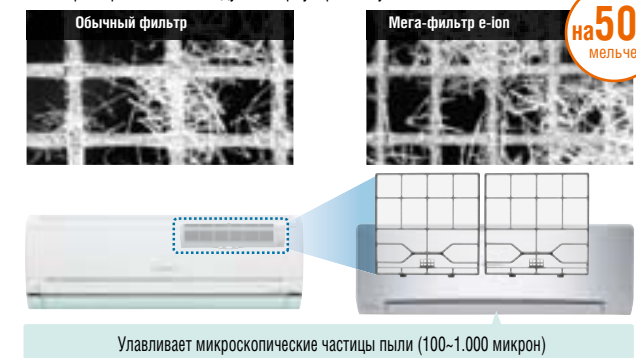 Обычный фильтр
Мега-фильтр e-ion
на50
мельче
Улавливает микроскопические частицы пыли (100~1.000 микрон)